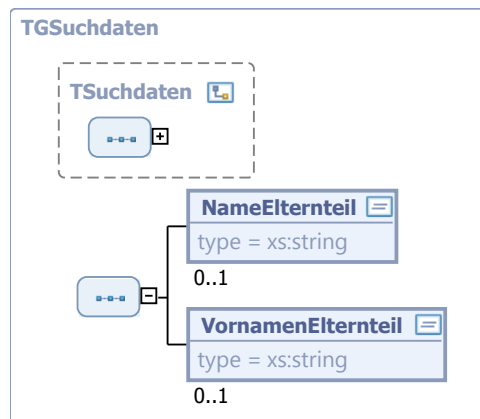 TGSuchdaten
TSuchdaten
NameElternteil
type = xs:string
0..1
VornamenElternteil
type = xs:string
0..1